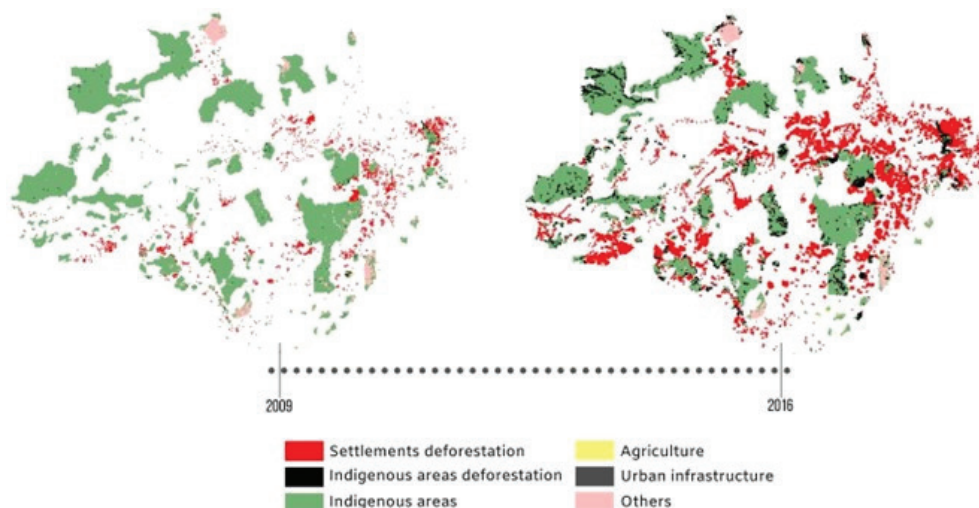 2009
2016
Settlements deforestation
Indigenous areas deforestation
Indigenous areas
Agriculture
Urban infrastructure
Others